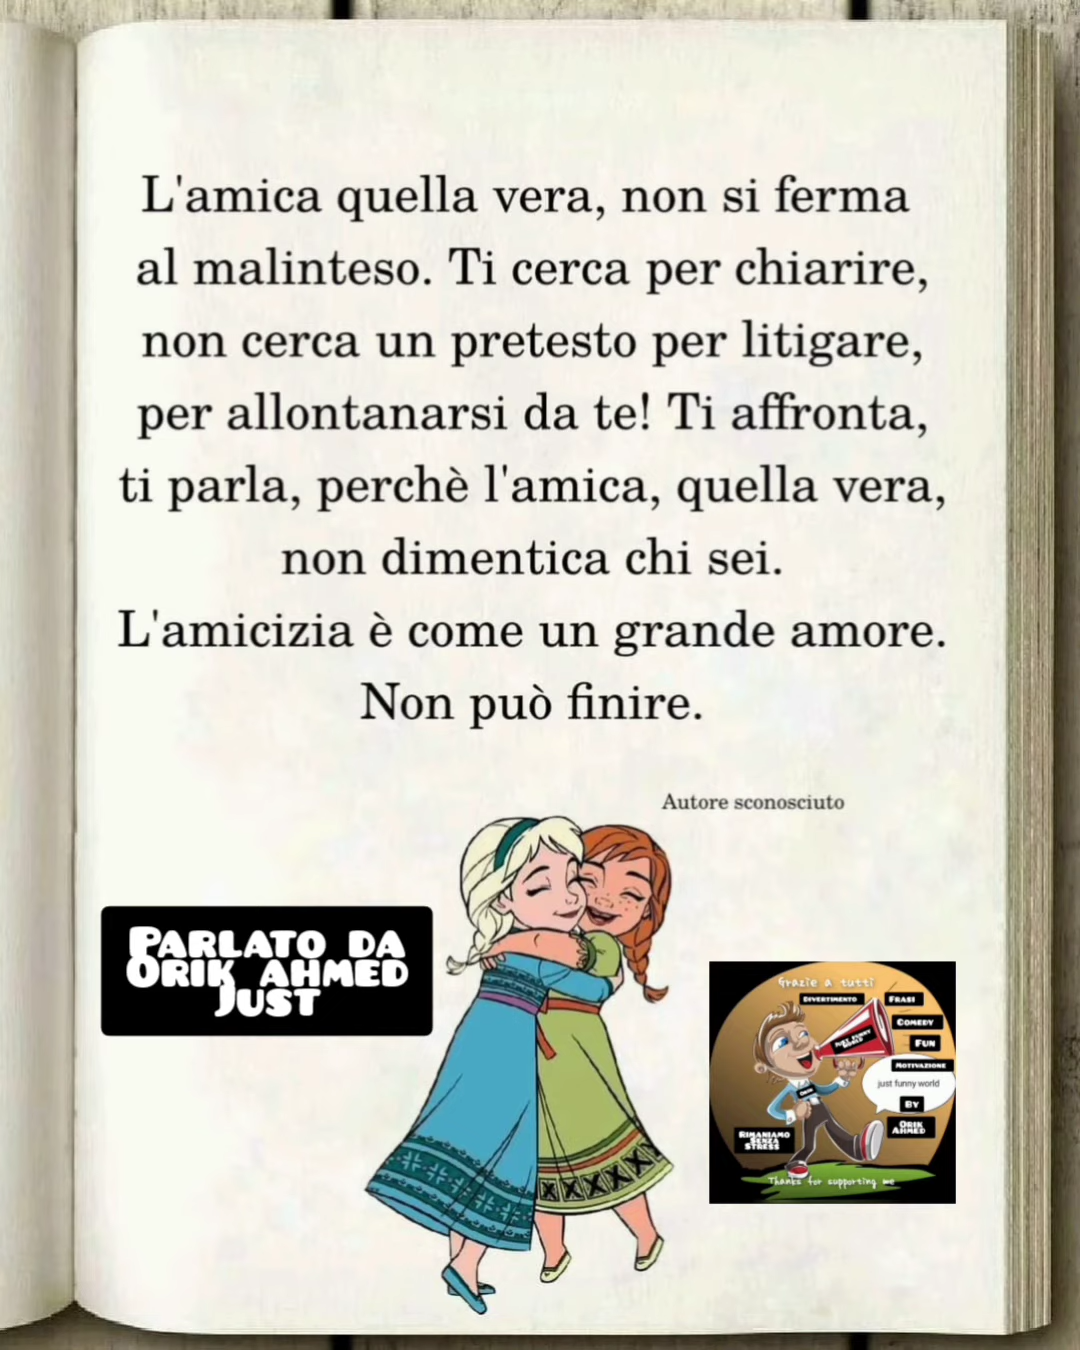 L'amica quella vera, non si ferma
al malinteso. Ti cerca per chiarire,
non cerca un pretesto per litigare,
per allontanarsi da te! Ti affronta,
ti parla, perchè l'amica, quella vera,
non dimentica chi sei.
L'amicizia è come un grande amore.
Non può finire.
Autore sconosciuto
PARLATO DA
ORIK AHMED
JUST
Grazie a tutti
DIVERTIMENTO
FRASI
COMEDY
FUN
JUST FUNNY
WORLD
MOTIVAZIONE
just funny world
BY
ORIK
AHMED
RIMANIAMO
SENZA
STRESS
Thanks for supporting me